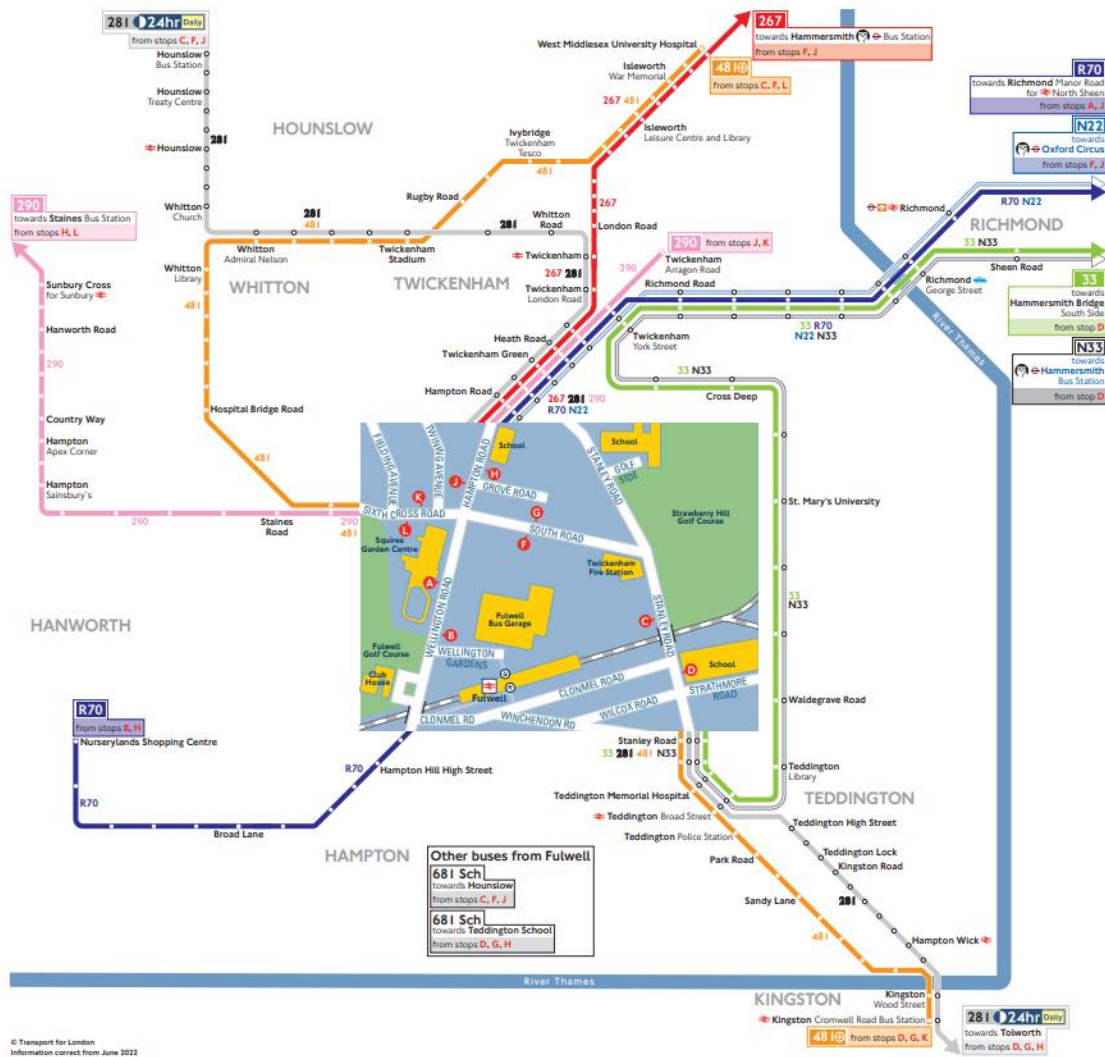 281 24hr Daily
from stops C, F, J
Hounslow
Bus Station
Hounslow
Treaty Centre
Hounslow
281
Whitton
Church
HOUNSLOW
West Middlesex University Hospital
267
towards Hammersmith Bus Station
from stops F, J
481
from stops C, F, L
Isleworth
War Memorial
267 481
Isleworth
Leisure Centre and Library
Ivybridge
Twickenham
Tesco
481
Rugby Road
R70
towards Richmond Manor Road
for North Sheen
from stops A, J
N22
towards
Oxford Circus
from stops F, J
R70 N22
Richmond
RICHMOND
290
towards Staines Bus Station
from stops H, L
281
481
281
Whitton
Road
267
London Road
Whitton
Admiral Nelson
Twickenham
Stadium
Twickenham
290 from stops J, K
Twickenham
Arragon Road
33 N33
Sheen Road
Whitton
Library
WHITTON
TWICKENHAM
267 281
290
Twickenham
London Road
Richmond Road
Richmond
George Street
33
towards
Hammersmith Bridge
South Side
from stop D
Sunbury Cross
for Sunbury
481
Hanworth Road
290
Heath Road
Twickenham Green
Hampton Road
33 R70
N22 N33
Twickenham
York Street
River Thames
N33
towards
Hammersmith
Bus Station
from stop D
33 N33
Cross Deep
267 281 290
R70 N22
Country Way
Hampton
Apex Corner
Hampton
Sainsbury's
Hospital Bridge Road
481
290
Staines
Road
290
481
FIELDING AVENUE
TWINING AVENUE
HAMPTON ROAD
School
STANLEY ROAD
School
GOLF
SIDE
J
H
GROVE ROAD
K
SIXTH CROSS ROAD
G
L
F
SOUTH ROAD
Strawberry Hill
Golf Course
Squires
Garden Centre
Twickenham
Fire Station
A
WELLINGTON ROAD
Fulwell
Bus Garage
STANLEY ROAD
C
B
Fulwell
Golf Course
WELLINGTON
GARDENS
Club
House
Fulwell
CLONMEL ROAD
D
School
STRATHMORE
ROAD
CLONMEL RD
WINCHENDON RD
WILCOX ROAD
St. Mary's University
33
N33
Waldegrave Road
Teddington
Library
HANWORTH
R70
from stops B, H
Nurserylands Shopping Centre
R70
Broad Lane
R70
Hampton Hill High Street
HAMPTON
Stanley Road
33 281 481 N33
Teddington Memorial Hospital
TEDDINGTON
Teddington Broad Street
Teddington Police Station
Teddington High Street
Park Road
Teddington Lock
Kingston Road
Sandy Lane
281
481
Hampton Wick
Other buses from Fulwell
681 Sch
towards Hounslow
from stops C, F, J
681 Sch
towards Teddington School
from stops D, G, H
River Thames
KINGSTON
Kingston
Wood Street
Kingston Cromwell Road Bus Station
481 from stops D, G, K
281 24hr Daily
towards Tolworth
from stops D, G, H
© Transport for London
Information correct from June 2022